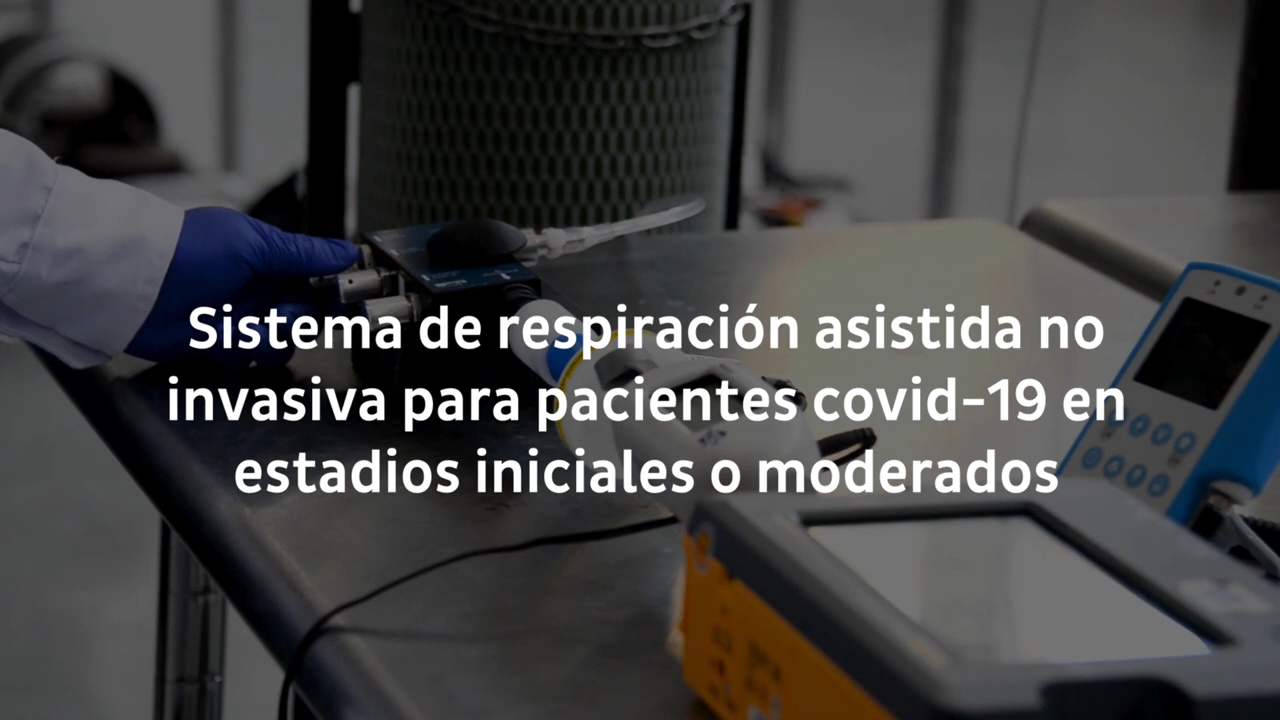 Sistema de respiración asistida no
invasiva para pacientes covid-19 en
estadios iniciales o moderados